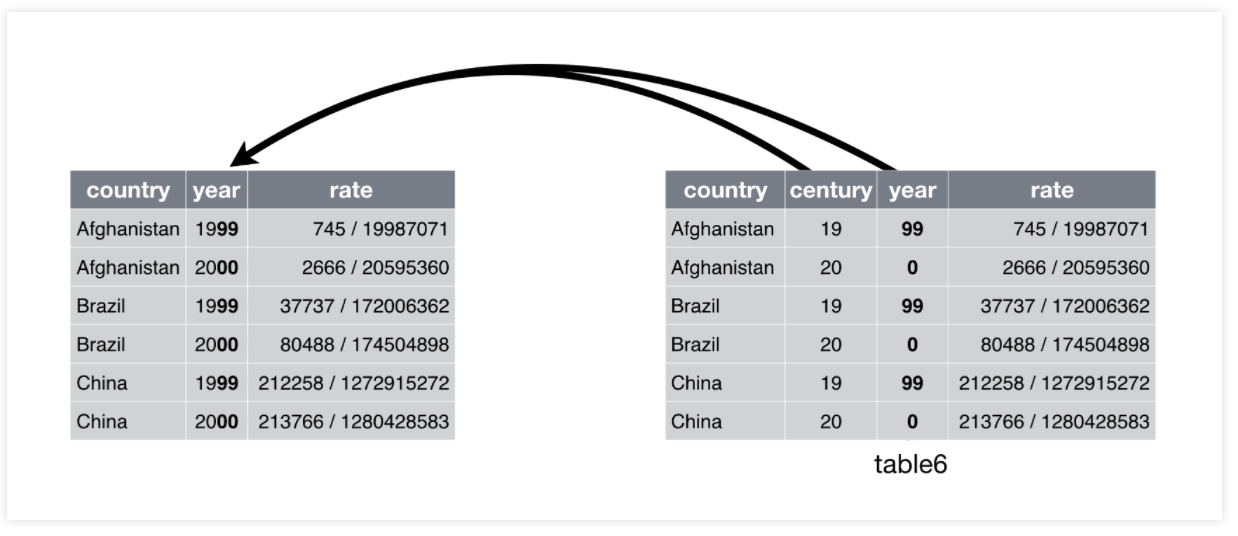 country year rate
Afghanistan 1999 745 / 19987071
Afghanistan 2000 2666 / 20595360
Brazil 1999 37737 / 172006362
Brazil 2000 80488 / 174504898
China 1999 212258 / 1272915272
China 2000 213766 / 1280428583
country century year rate
Afghanistan 19 99 745 / 19987071
Afghanistan 20 0 2666 / 20595360
Brazil 19 99 37737 / 172006362
Brazil 20 0 80488 / 174504898
China 19 99 212258 / 1272915272
China 20 0 213766 / 1280428583
table6